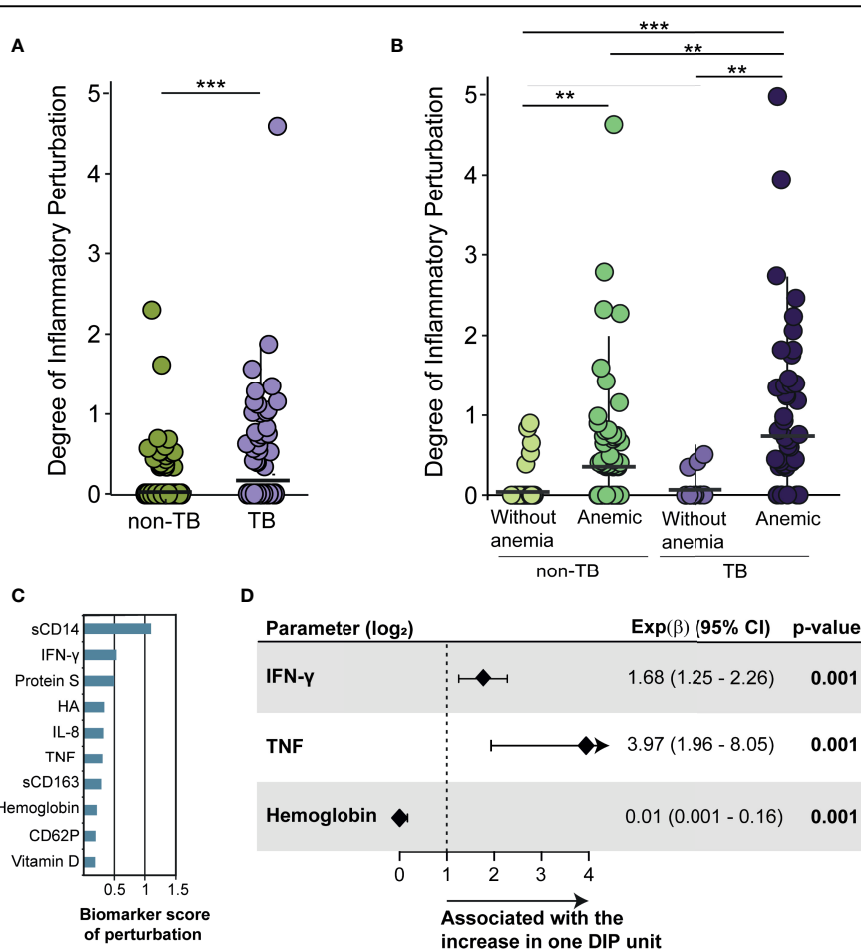 A
Degree of Inflammatory Perturbation
5
4
3
2
1
0
***
non-TB
TB
B
Degree of Inflammatory Perturbation
5
4
3
2
1
0
***
**
**
**
Without
anemia
Anemic
Without
anemia
Anemic
non-TB
TB
C
sCD14
IFN-γ
Protein S
HA
IL-8
TNF
sCD163
Hemoglobin
CD62P
Vitamin D
0.5 1 1.5
Biomarker score
of perturbation
D
Parameter (log₂) Exp(β) (95% CI) p-value
IFN-γ 1.68 (1.25 - 2.26) 0.001
TNF 3.97 (1.96 - 8.05) 0.001
Hemoglobin 0.01 (0.001 - 0.16) 0.001
0 1 2 3 4
Associated with the
increase in one DIP unit